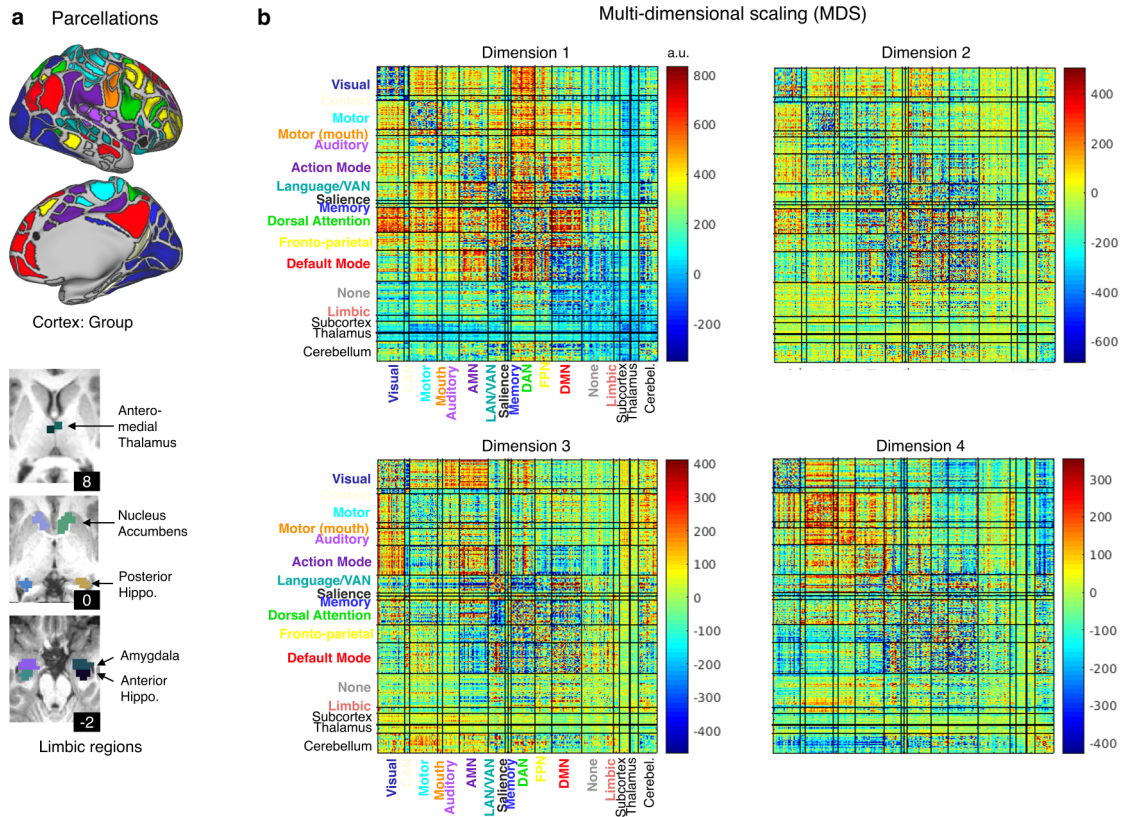 a
Parcellations
Cortex: Group
Antero-
medial
Thalamus
8
Nucleus
Accumbens
Posterior
Hippo.
0
Amygdala
Anterior
Hippo.
-2
Limbic regions
b
Multi-dimensional scaling (MDS)
Dimension 1
a.u.
Visual
Context
Motor
Motor (mouth)
Auditory
Action Mode
Language/VAN
Salience
Memory
Dorsal Attention
Fronto-parietal
Default Mode
None
Limbic
Subcortex
Thalamus
Cerebellum
800
600
400
200
0
-200
Visual
Motor
Mouth
Auditory
AMN
LAN/VAN
Salience
Memory
DAN
FPN
DMN
None
Limbic
Subcortex
Thalamus
Cerebel.
Dimension 2
400
200
0
-200
-400
-600
Dimension 3
Visual
Context
Motor
Motor (mouth)
Auditory
Action Mode
Language/VAN
Salience
Memory
Dorsal Attention
Fronto-parietal
Default Mode
None
Limbic
Subcortex
Thalamus
Cerebellum
400
300
200
100
0
-100
-200
-300
-400
Visual
Motor
Mouth
Auditory
AMN
LAN/VAN
Salience
Memory
DAN
FPN
DMN
None
Limbic
Subcortex
Thalamus
Cerebel.
Dimension 4
300
200
100
0
-100
-200
-300
-400